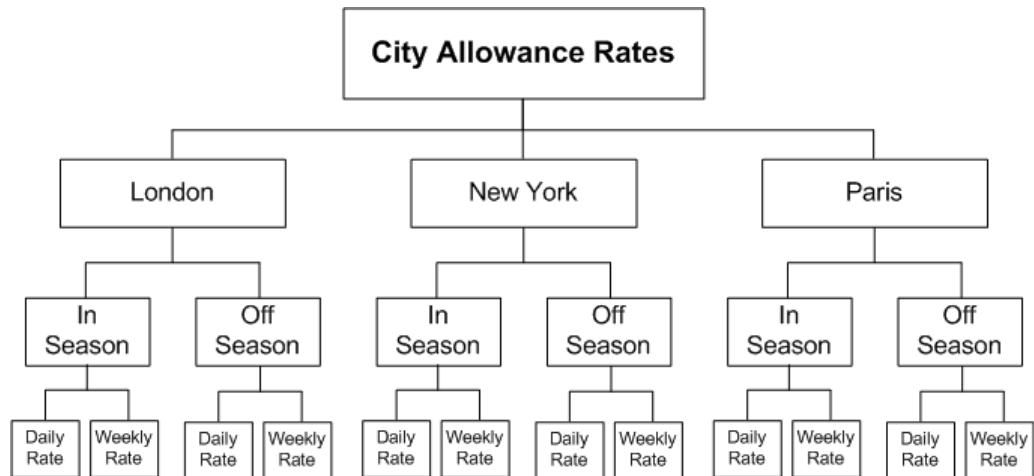 City Allowance Rates
London
New York
Paris
In
Season
Off
Season
In
Season
Off
Season
In
Season
Off
Season
Daily
Rate
Weekly
Rate
Daily
Rate
Weekly
Rate
Daily
Rate
Weekly
Rate
Daily
Rate
Weekly
Rate
Daily
Rate
Weekly
Rate
Daily
Rate
Weekly
Rate